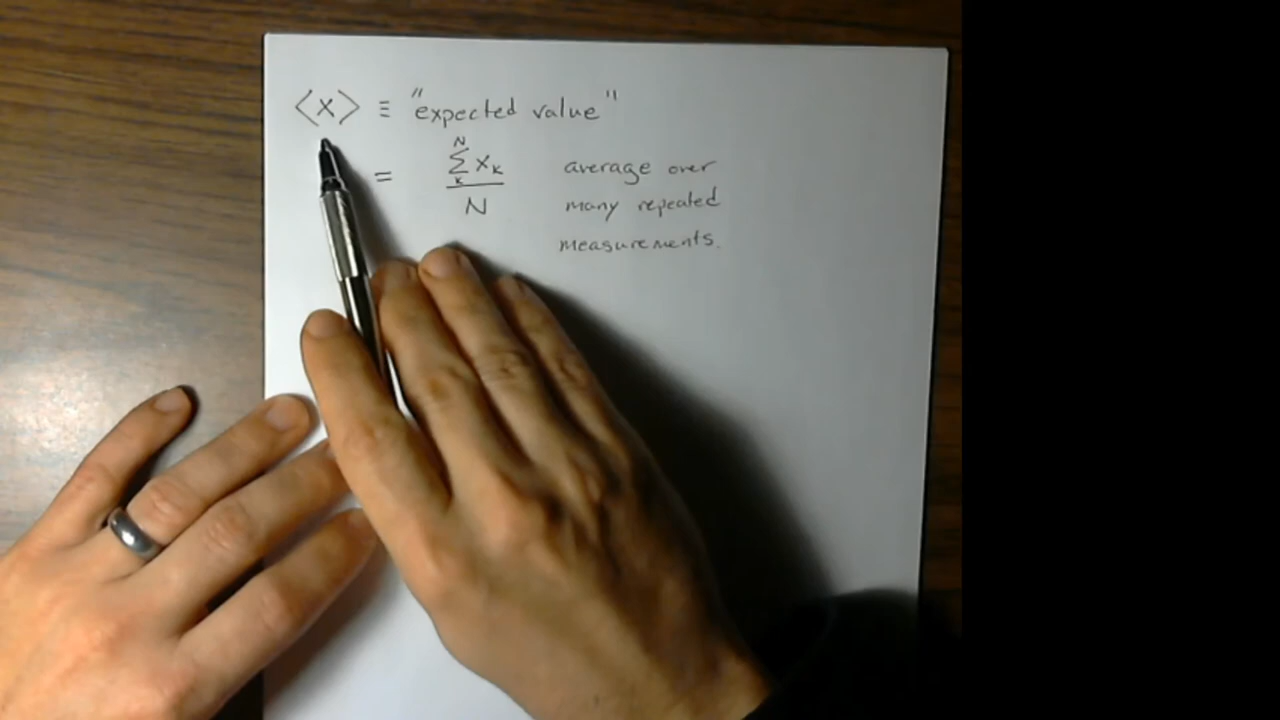 ⟨x⟩ ≡ "expected value"
= Σ_k^N x_k / N average over
many repeated
measurements.